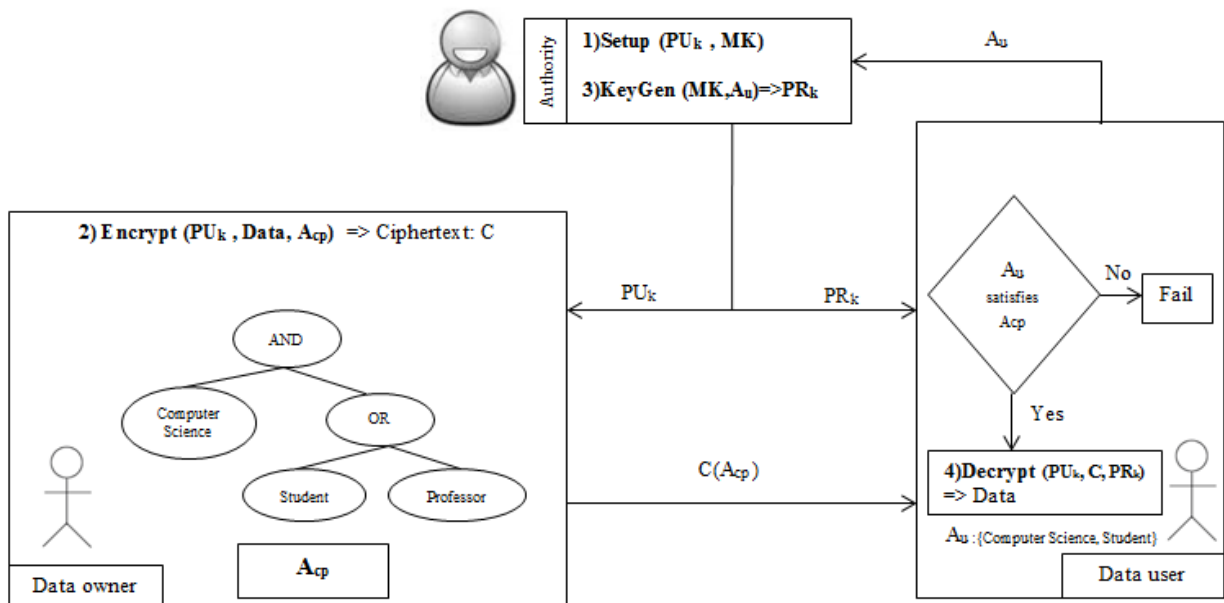 Authority
1)Setup (PUk , MK)
3)KeyGen (MK,Au)=>PRk
Au
2) Encrypt (PUk , Data, Acp) => Ciphertext: C
AND
Computer
Science
OR
Student
Professor
Acp
Data owner
PUk
PRk
C(Acp)
Au
satisfies
Acp
No
Fail
Yes
4)Decrypt (PUk, C, PRk)
=> Data
Au :{Computer Science, Student}
Data user